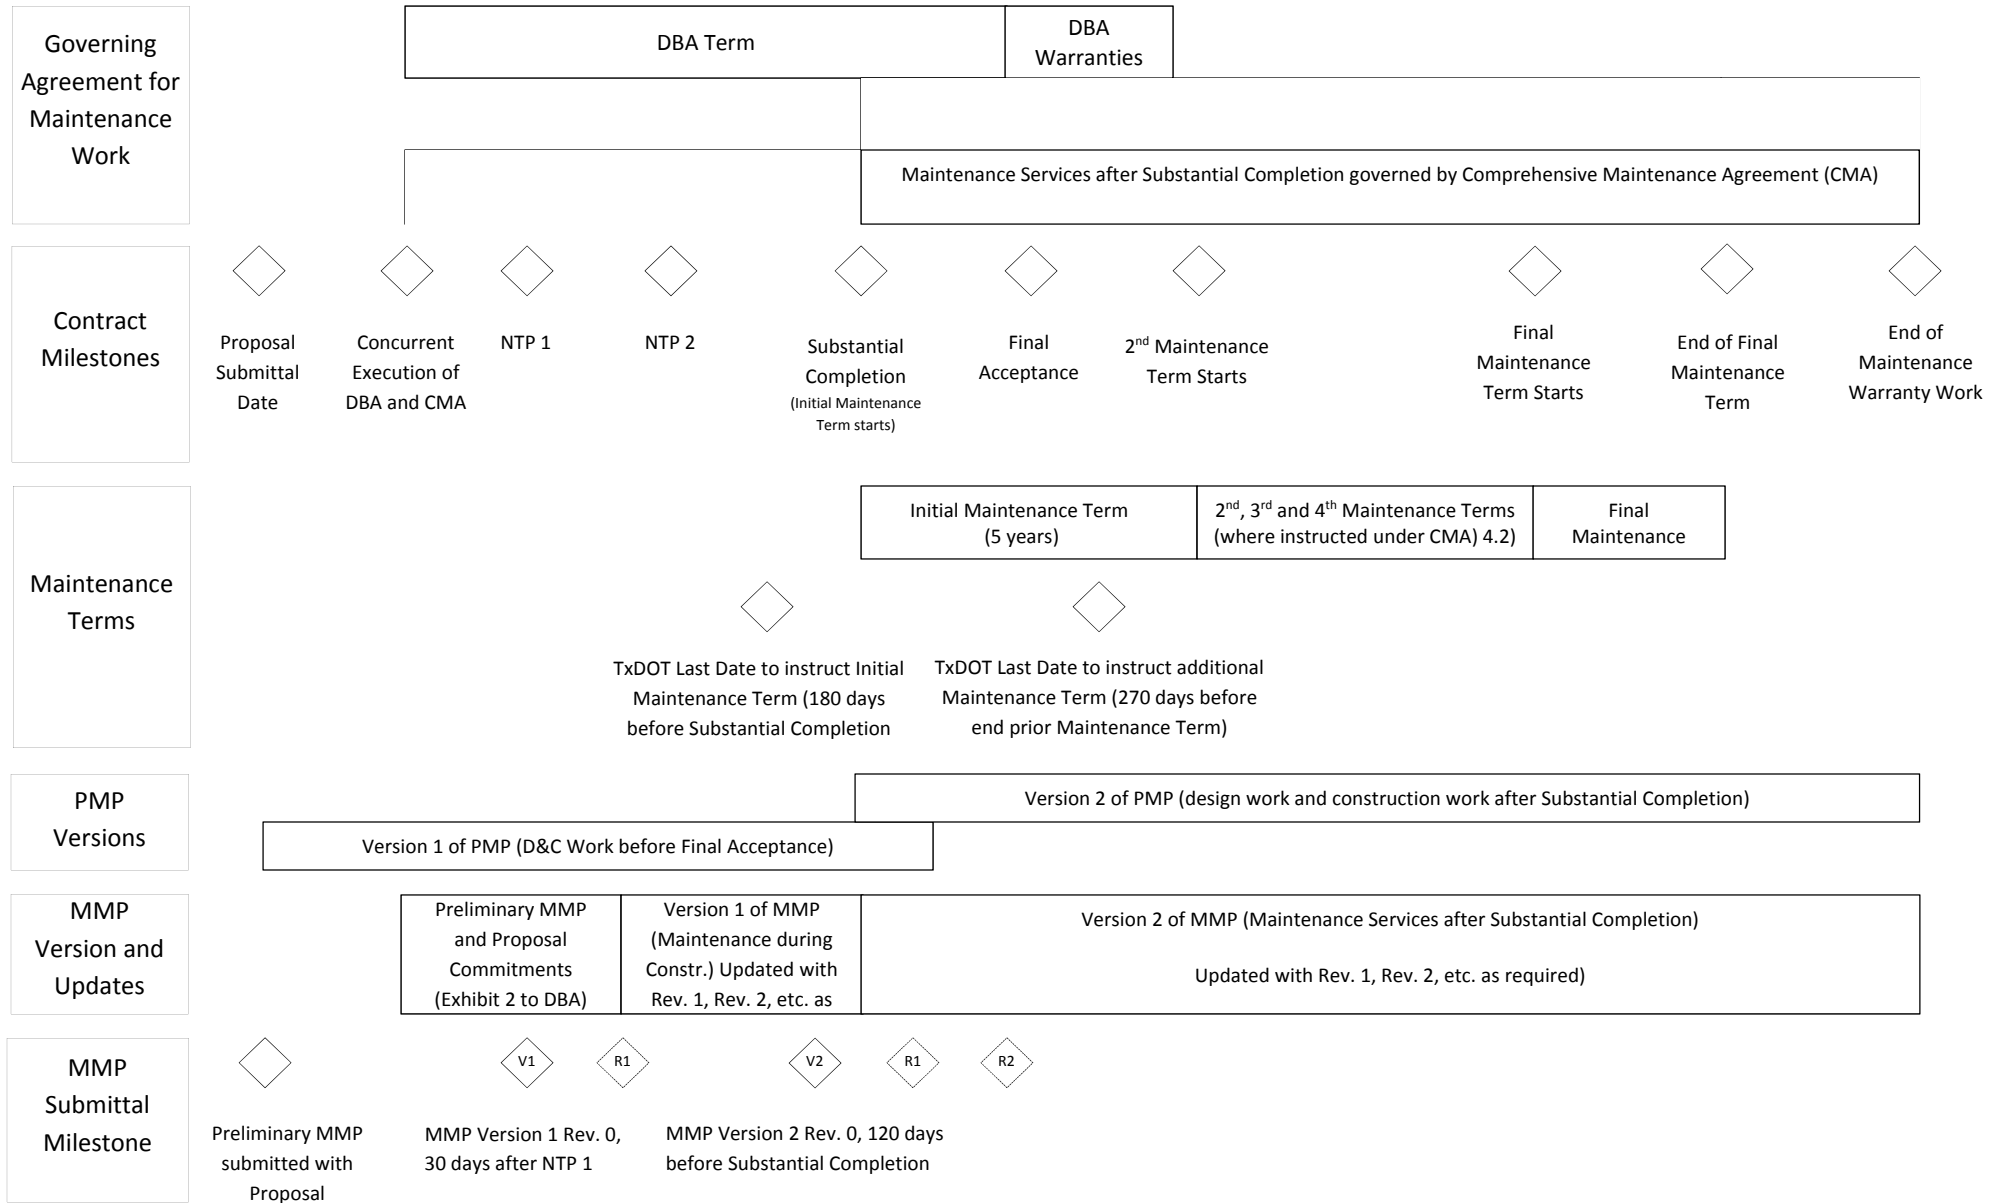 Governing
Agreement for
Maintenance
Work
DBA Term
DBA
Warranties
Maintenance Services after Substantial Completion governed by Comprehensive Maintenance Agreement (CMA)
Contract
Milestones
Proposal
Submittal
Date
Concurrent
Execution of
DBA and CMA
NTP 1
NTP 2
Substantial
Completion
(Initial Maintenance
Term starts)
Final
Acceptance
2nd Maintenance
Term Starts
Final
Maintenance
Term Starts
End of Final
Maintenance
Term
End of
Maintenance
Warranty Work
Maintenance
Terms
Initial Maintenance Term
(5 years)
2nd, 3rd and 4th Maintenance Terms
(where instructed under CMA) 4.2)
Final
Maintenance
TxDOT Last Date to instruct Initial
Maintenance Term (180 days
before Substantial Completion
TxDOT Last Date to instruct additional
Maintenance Term (270 days before
end prior Maintenance Term)
PMP
Versions
Version 2 of PMP (design work and construction work after Substantial Completion)
Version 1 of PMP (D&C Work before Final Acceptance)
MMP
Version and
Updates
Preliminary MMP
and Proposal
Commitments
(Exhibit 2 to DBA)
Version 1 of MMP
(Maintenance during
Constr.) Updated with
Rev. 1, Rev. 2, etc. as
Version 2 of MMP (Maintenance Services after Substantial Completion)
Updated with Rev. 1, Rev. 2, etc. as required)
MMP
Submittal
Milestone
V1
R1
V2
R1
R2
Preliminary MMP
submitted with
Proposal
MMP Version 1 Rev. 0,
30 days after NTP 1
MMP Version 2 Rev. 0, 120 days
before Substantial Completion